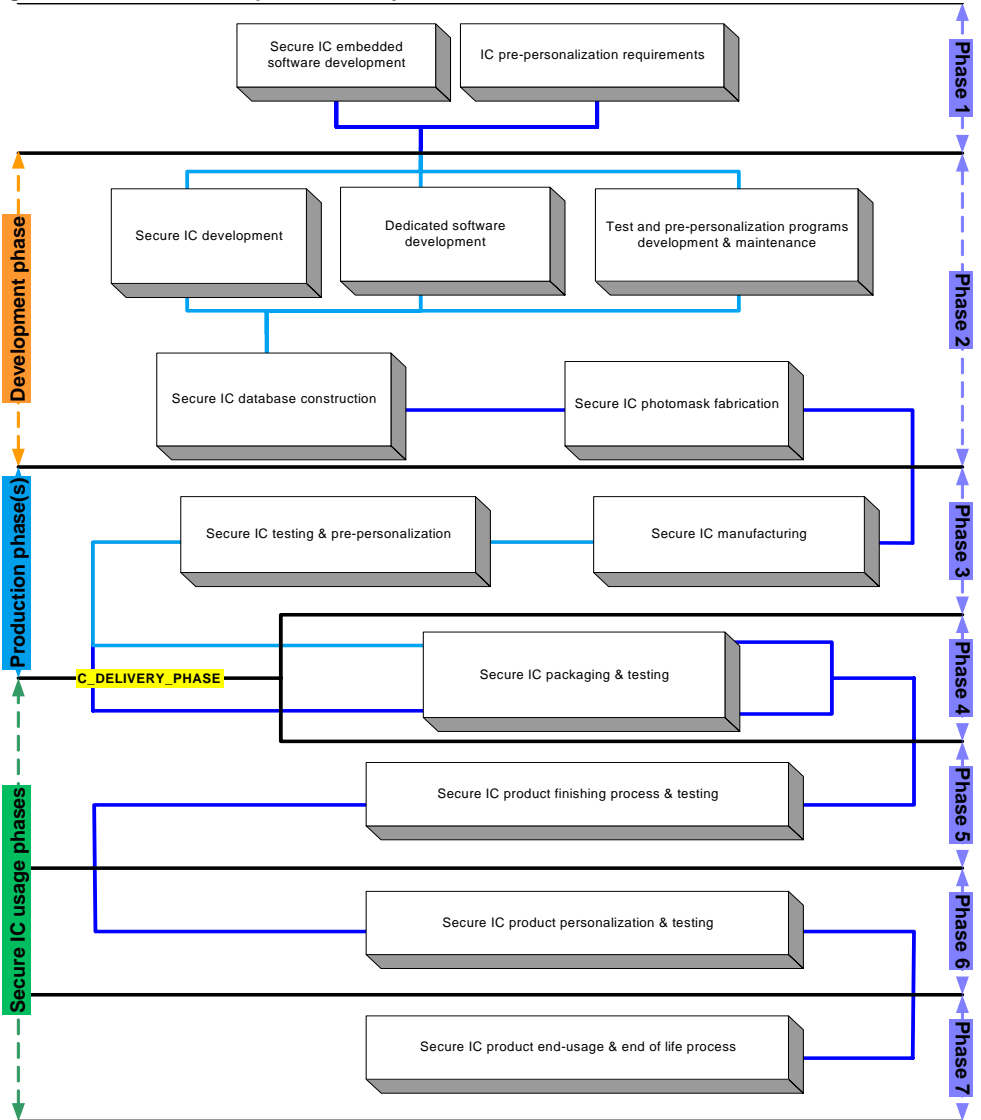 Secure IC embedded
software development
IC pre-personalization requirements
Phase 1
Development phase
Secure IC development
Dedicated software
development
Test and pre-personalization programs
development & maintenance
Phase 2
Secure IC database construction
Secure IC photomask fabrication
Production phase(s)
Secure IC testing & pre-personalization
Secure IC manufacturing
Phase 3
Secure IC packaging & testing
C_DELIVERY_PHASE
Phase 4
Secure IC usage phases
Secure IC product finishing process & testing
Phase 5
Secure IC product personalization & testing
Phase 6
Secure IC product end-usage & end of life process
Phase 7